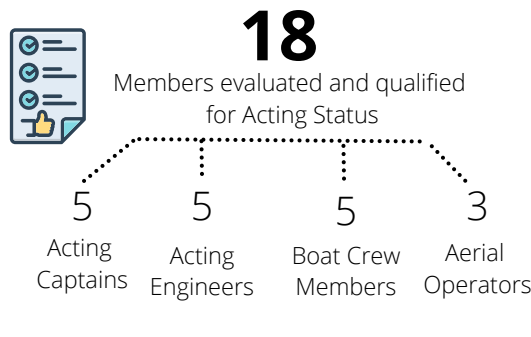 18
Members evaluated and qualified
for Acting Status
5
Acting
Captains
5
Acting
Engineers
5
Boat Crew
Members
3
Aerial
Operators